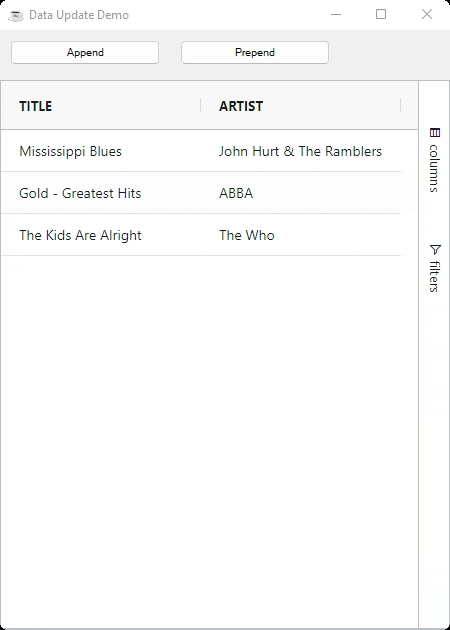 Data Update Demo
Append Prepend
TITLE ARTIST
Mississippi Blues John Hurt & The Ramblers
Gold - Greatest Hits ABBA
The Kids Are Alright The Who
columns
filters